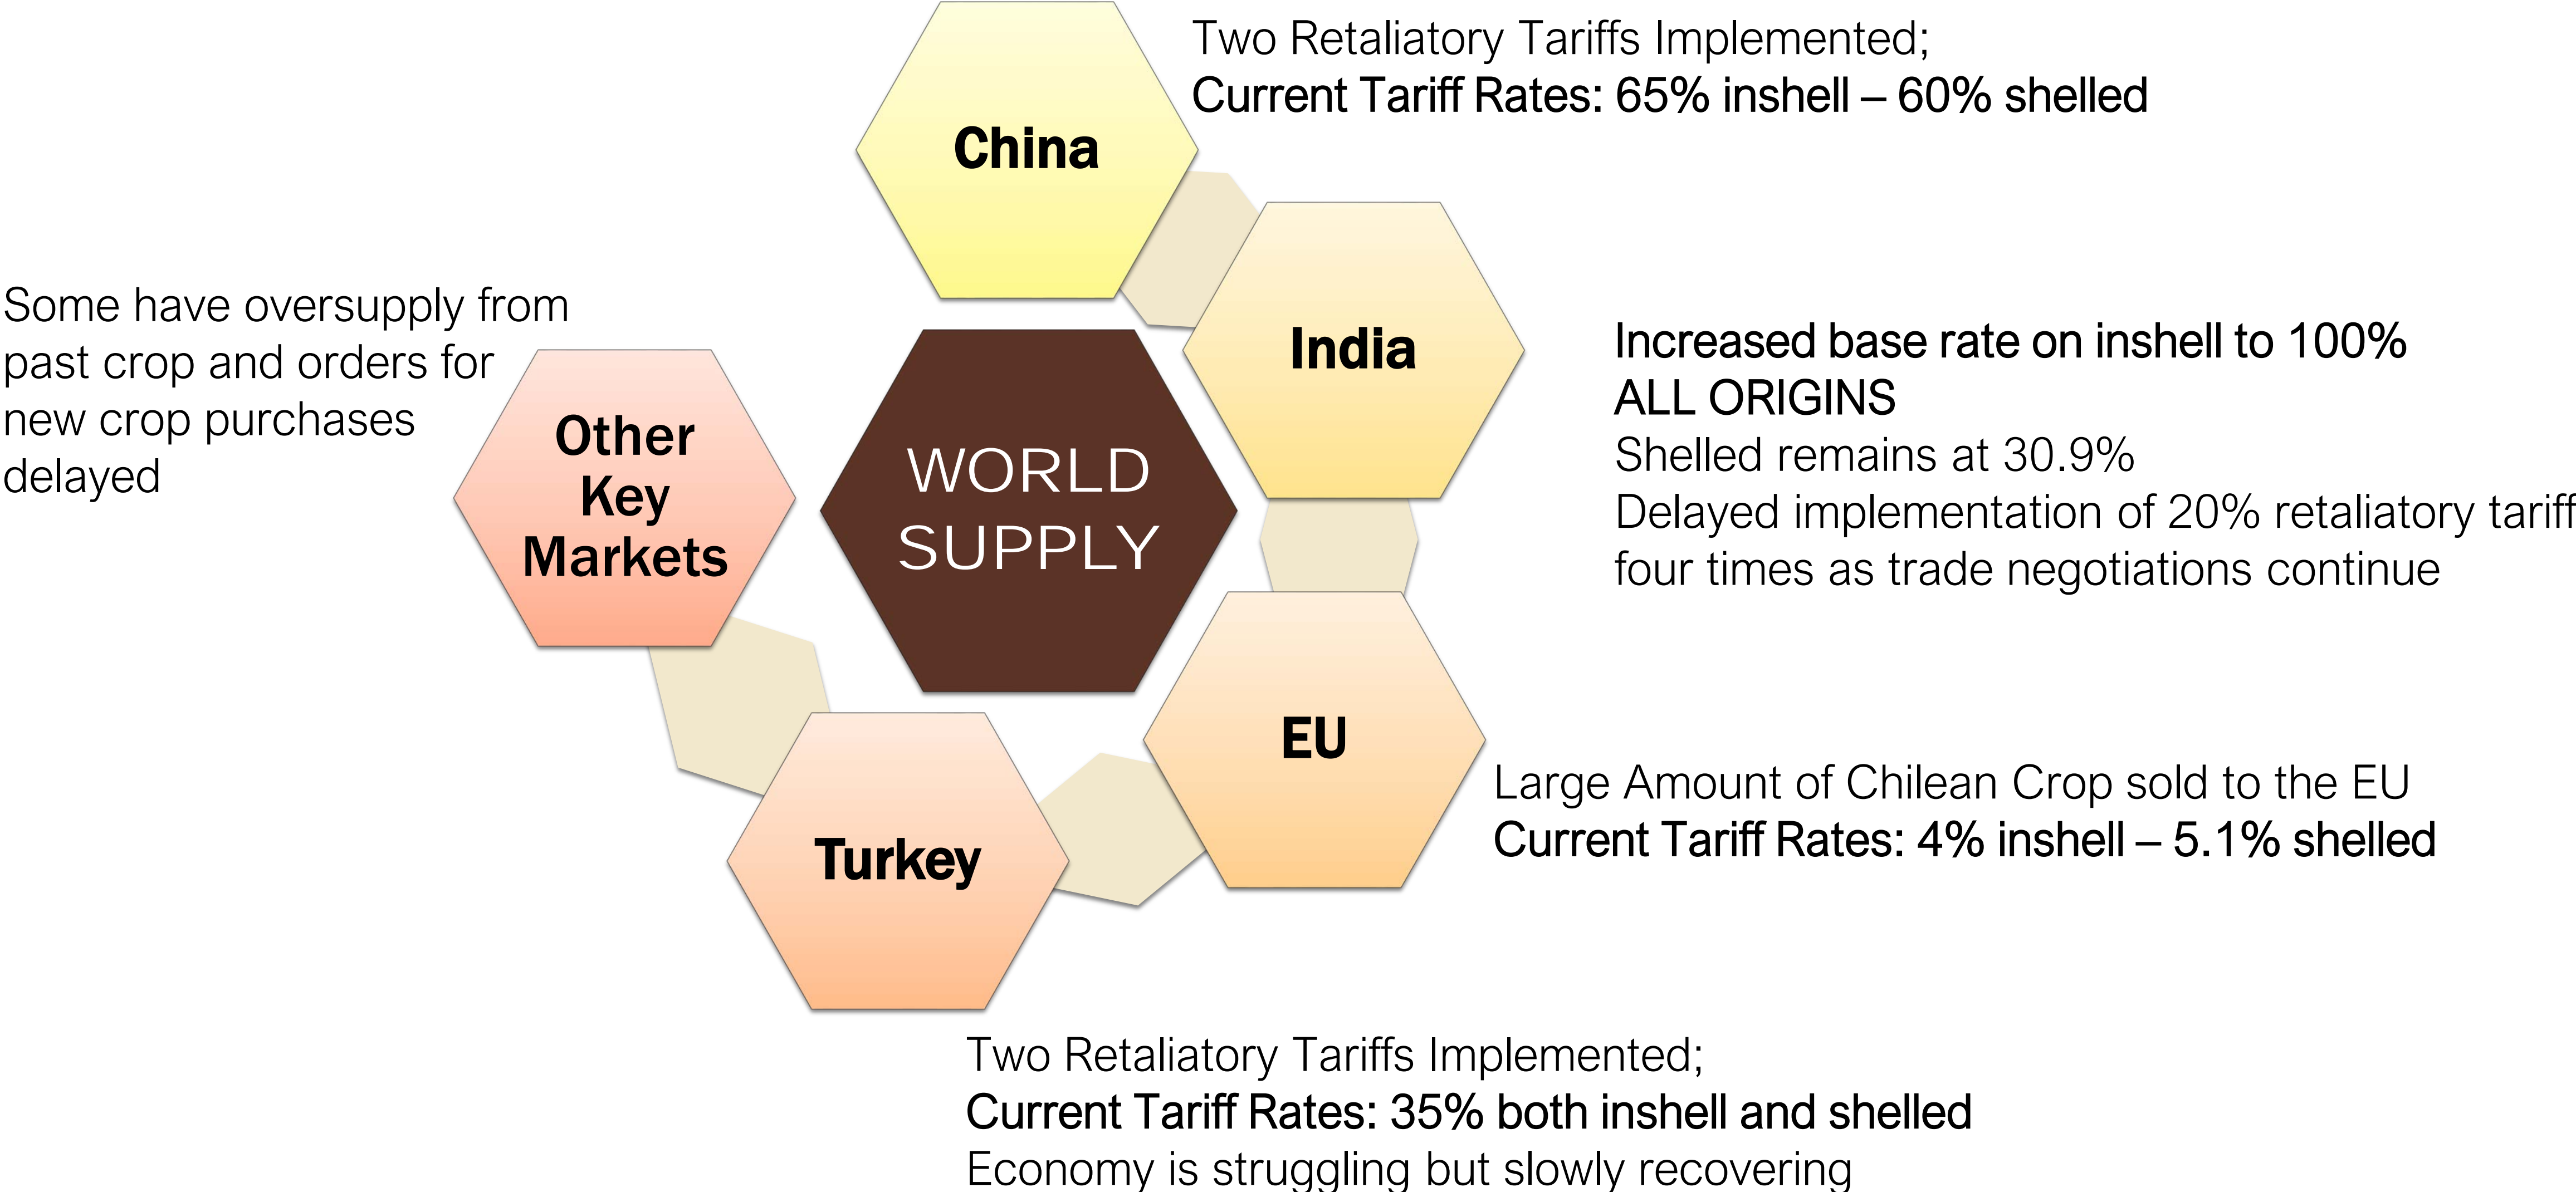 China
Two Retaliatory Tariffs Implemented;
Current Tariff Rates: 65% inshell – 60% shelled
India
Increased base rate on inshell to 100%
ALL ORIGINS
Shelled remains at 30.9%
Delayed implementation of 20% retaliatory tariff
four times as trade negotiations continue
EU
Large Amount of Chilean Crop sold to the EU
Current Tariff Rates: 4% inshell – 5.1% shelled
Turkey
Two Retaliatory Tariffs Implemented;
Current Tariff Rates: 35% both inshell and shelled
Economy is struggling but slowly recovering
Other
Key
Markets
Some have oversupply from
past crop and orders for
new crop purchases
delayed
WORLD
SUPPLY